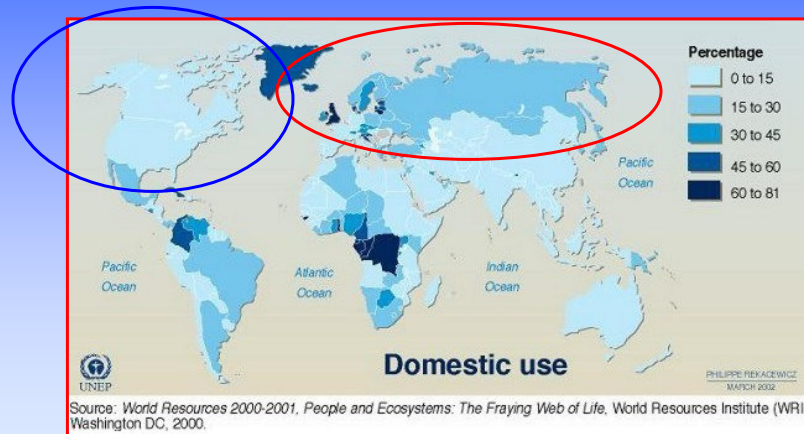 Percentage
0 to 15
15 to 30
30 to 45
45 to 60
60 to 81
Pacific
Ocean
Pacific
Ocean
Atlantic
Ocean
Indian
Ocean
Domestic use
UNEP
PHILIPPE REKACEWICZ
MARCH 2002
Source: World Resources 2000-2001, People and Ecosystems: The Fraying Web of Life, World Resources Institute (WRI
Washington DC, 2000.